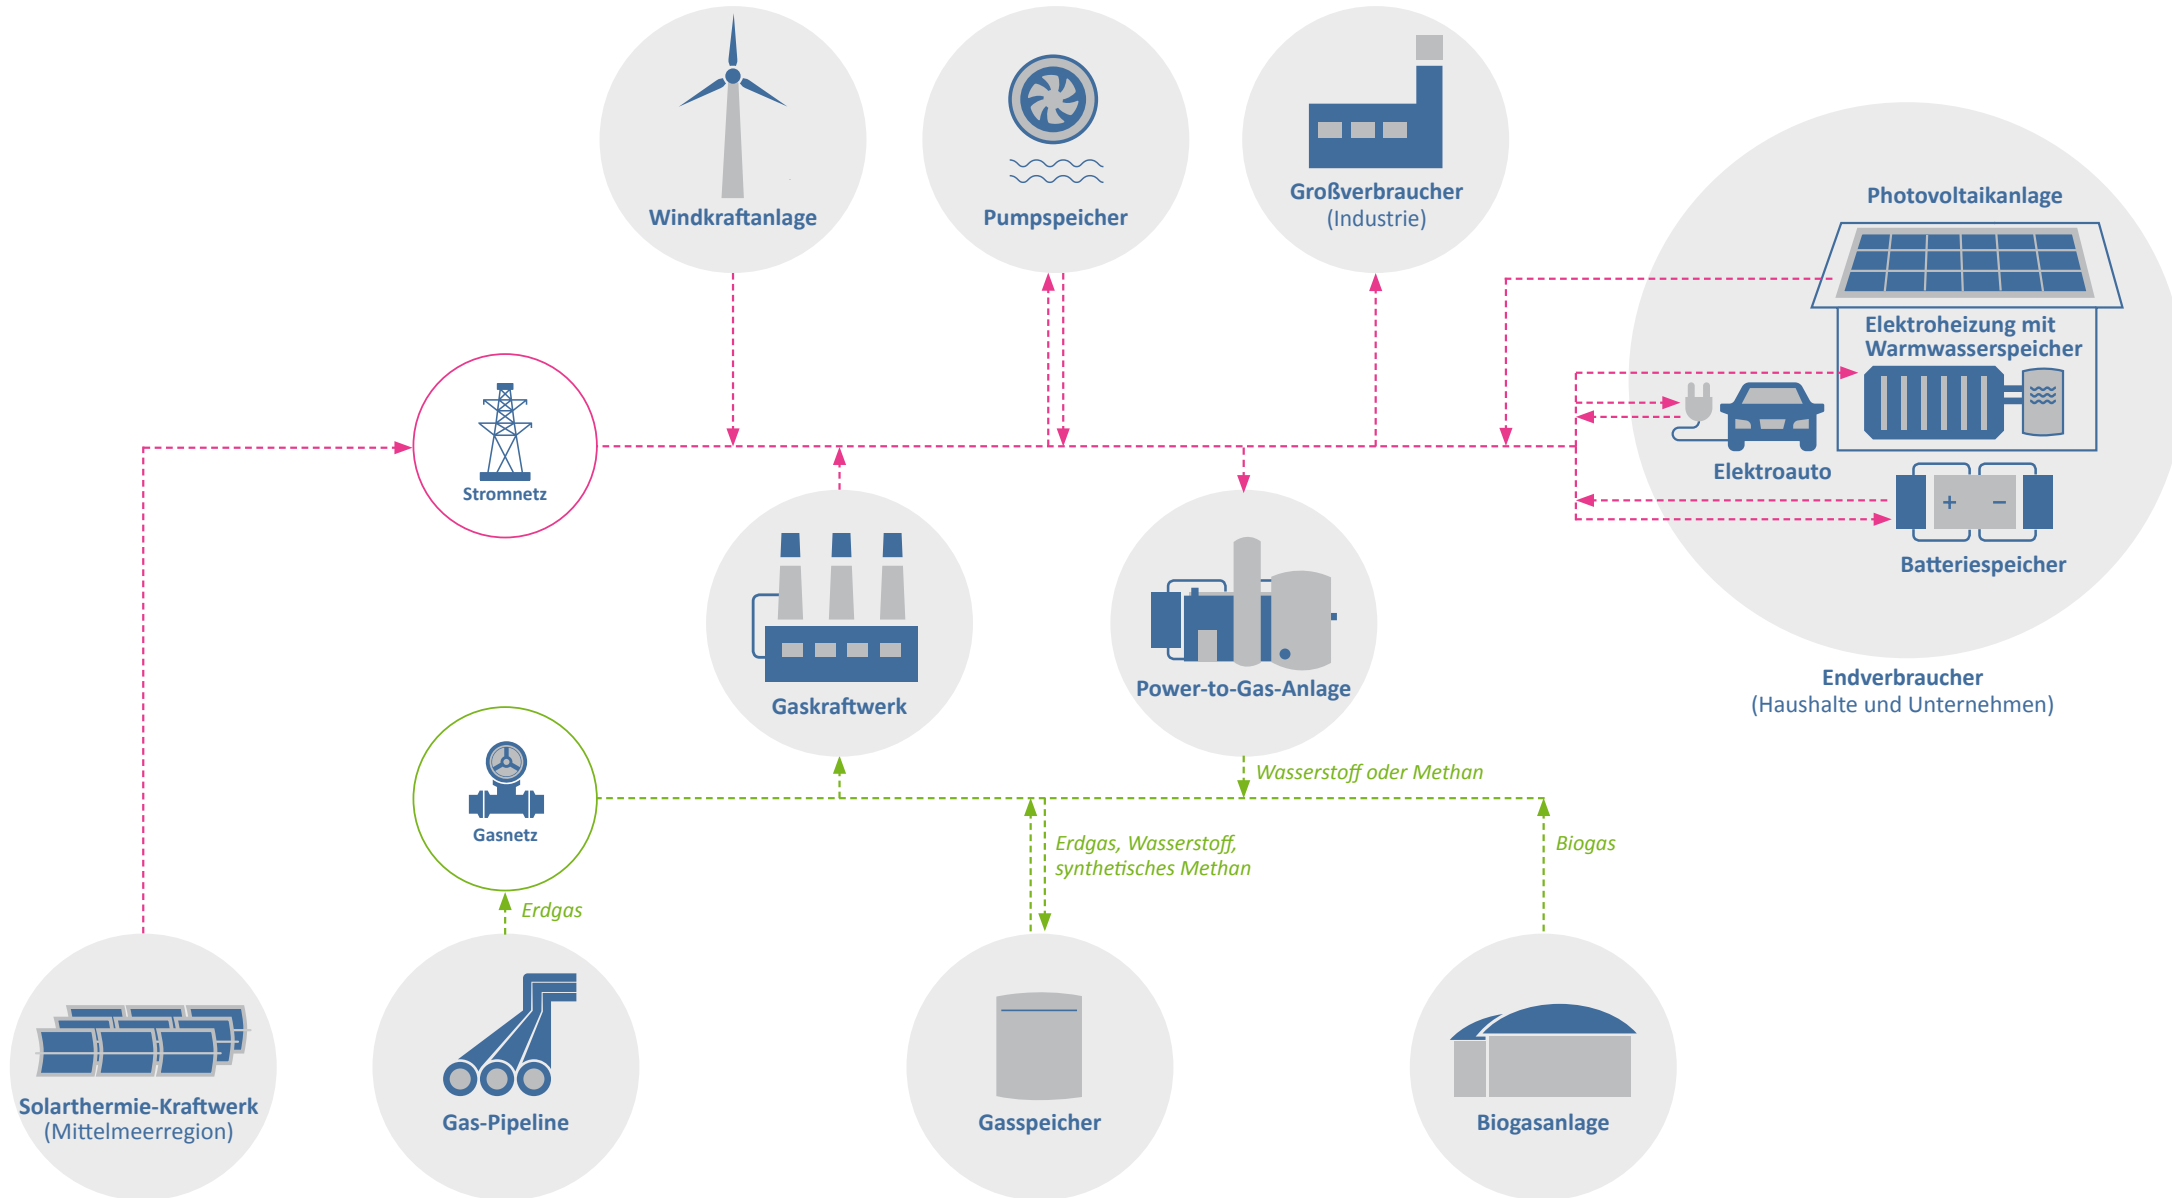 Windkraftanlage
Pumpspeicher
Großverbraucher
(Industrie)
Photovoltaikanlage
Elektroheizung mit
Warmwasserspeicher
Elektroauto
+ −
Batteriespeicher
Endverbraucher
(Haushalte und Unternehmen)
Stromnetz
Gaskraftwerk
Power-to-Gas-Anlage
Wasserstoff oder Methan
Gasnetz
Erdgas, Wasserstoff,
synthetisches Methan
Biogas
Erdgas
Solarthermie-Kraftwerk
(Mittelmeerregion)
Gas-Pipeline
Gasspeicher
Biogasanlage